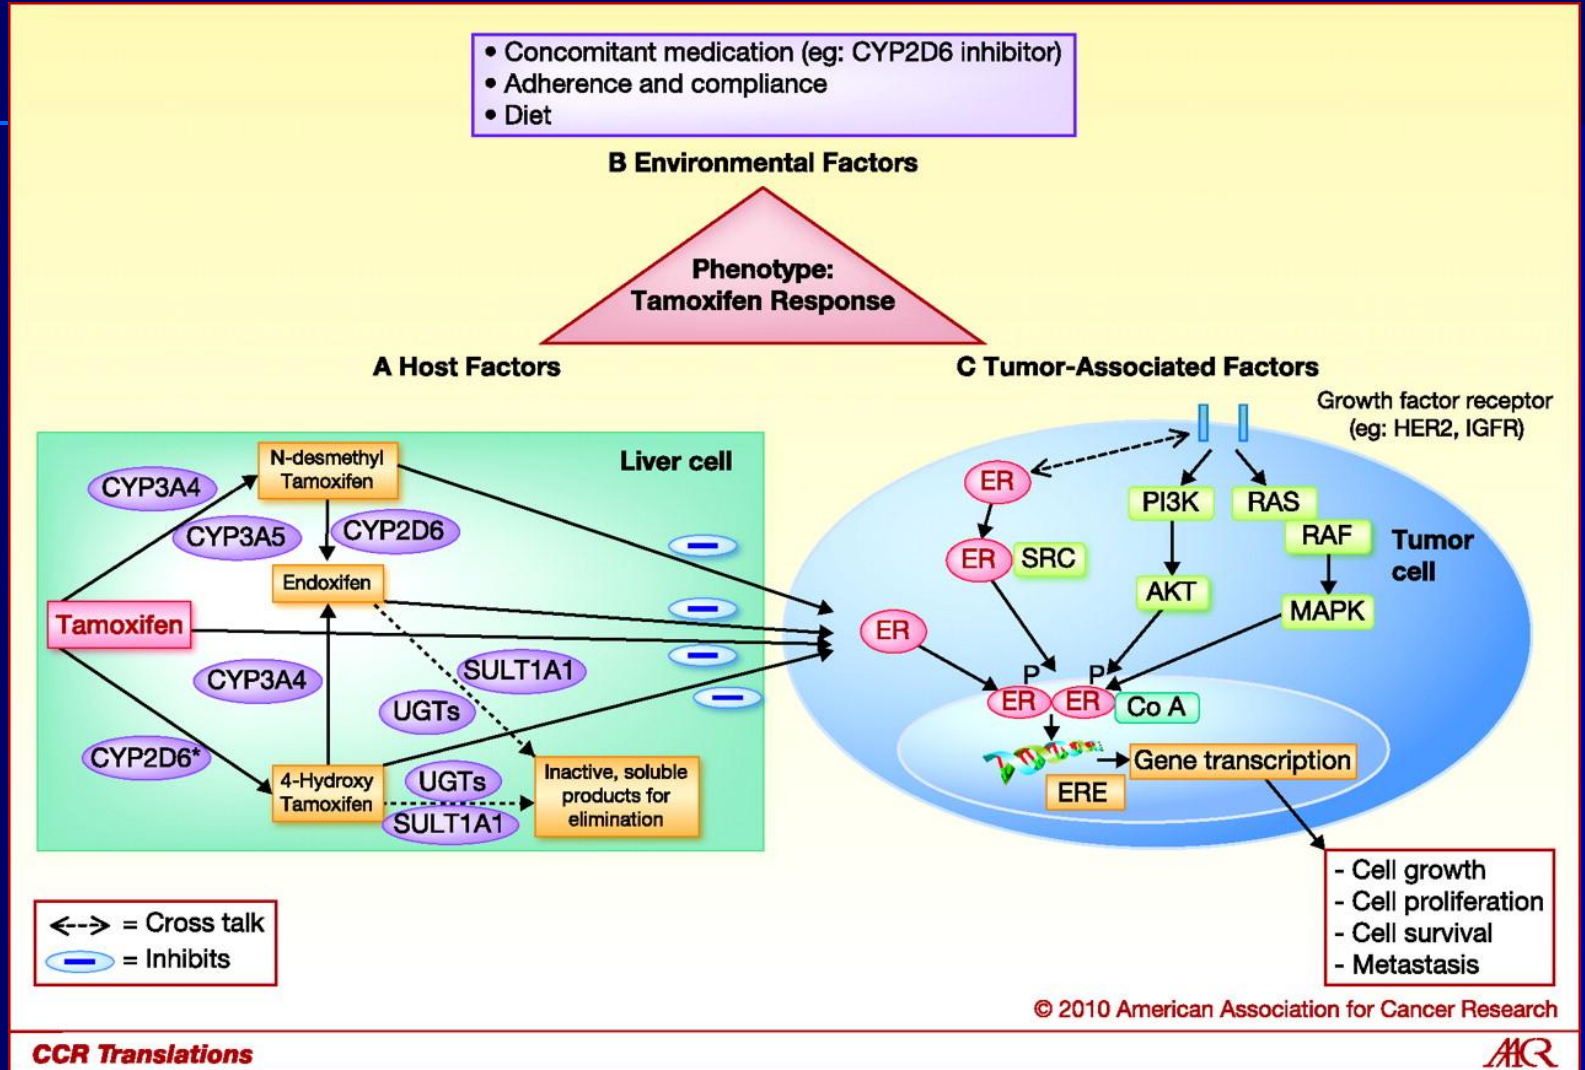 • Concomitant medication (eg: CYP2D6 inhibitor)
• Adherence and compliance
• Diet
B Environmental Factors
Phenotype:
Tamoxifen Response
A Host Factors
C Tumor-Associated Factors
Liver cell
N-desmethyl
Tamoxifen
CYP3A4
CYP3A5
CYP2D6
Endoxifen
Tamoxifen
CYP3A4
SULT1A1
UGTs
CYP2D6*
4-Hydroxy
Tamoxifen
UGTs
SULT1A1
Inactive, soluble
products for
elimination
Growth factor receptor
(eg: HER2, IGFR)
ER
PI3K
RAS
RAF
Tumor
cell
ER
SRC
AKT
MAPK
ER
P
P
ER
ER
Co A
Gene transcription
ERE
- Cell growth
- Cell proliferation
- Cell survival
- Metastasis
<--> = Cross talk
− = Inhibits
© 2010 American Association for Cancer Research
CCR Translations
AACR